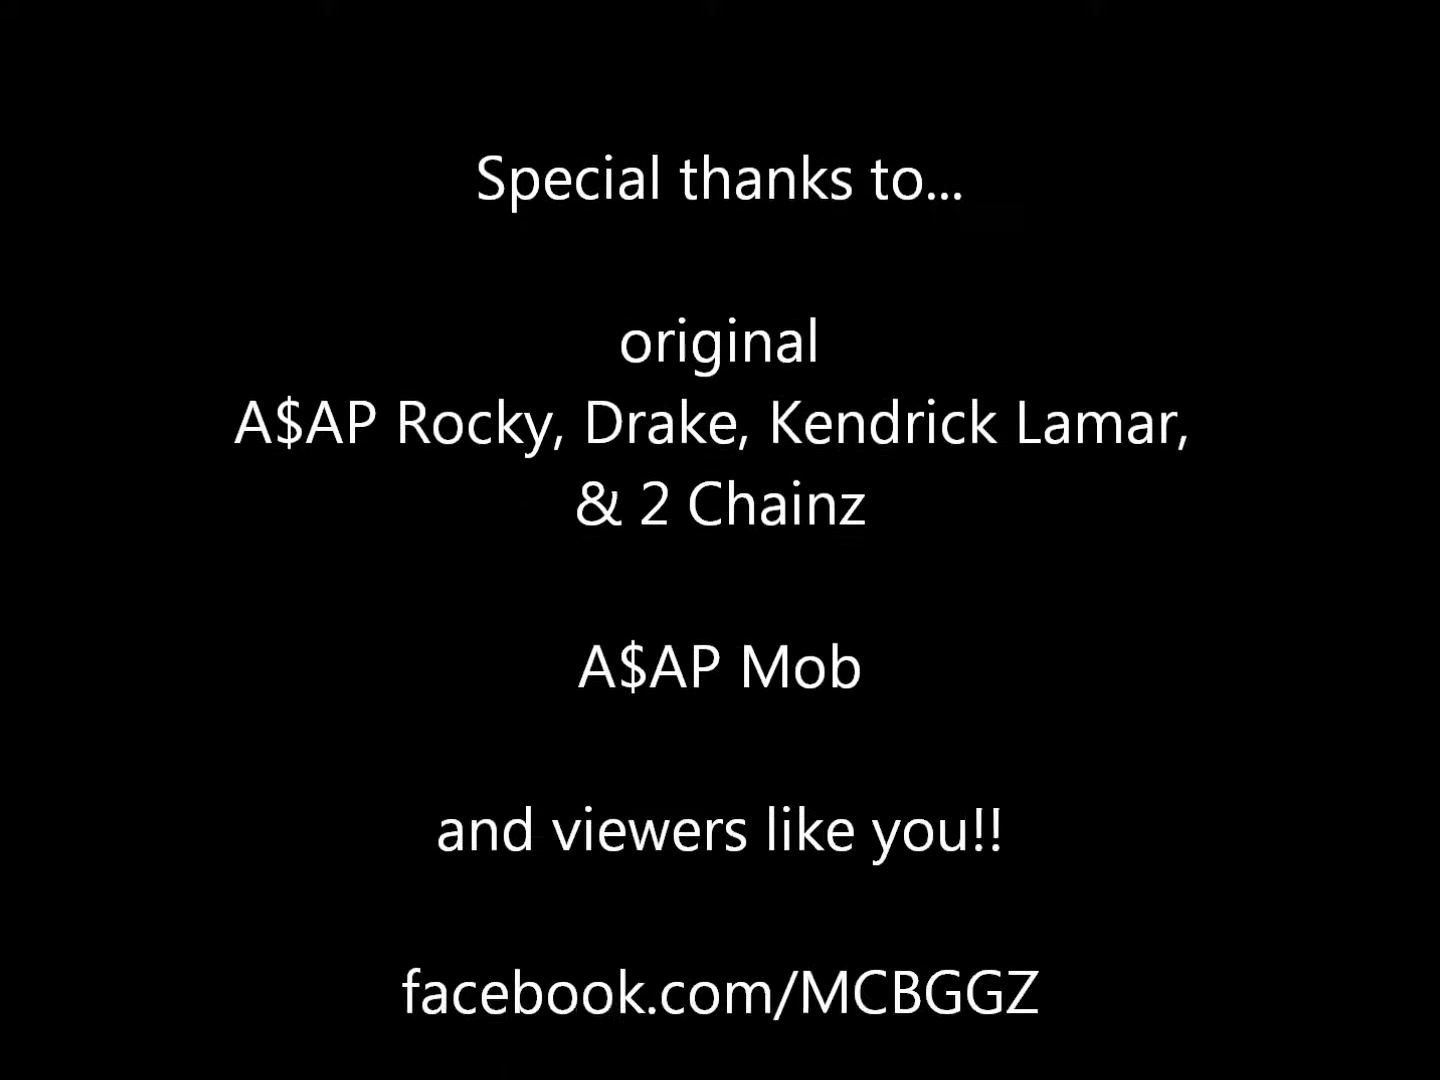 Special thanks to...
original
A$AP Rocky, Drake, Kendrick Lamar,
& 2 Chainz
A$AP Mob
and viewers like you!!
facebook.com/MCBGGZ